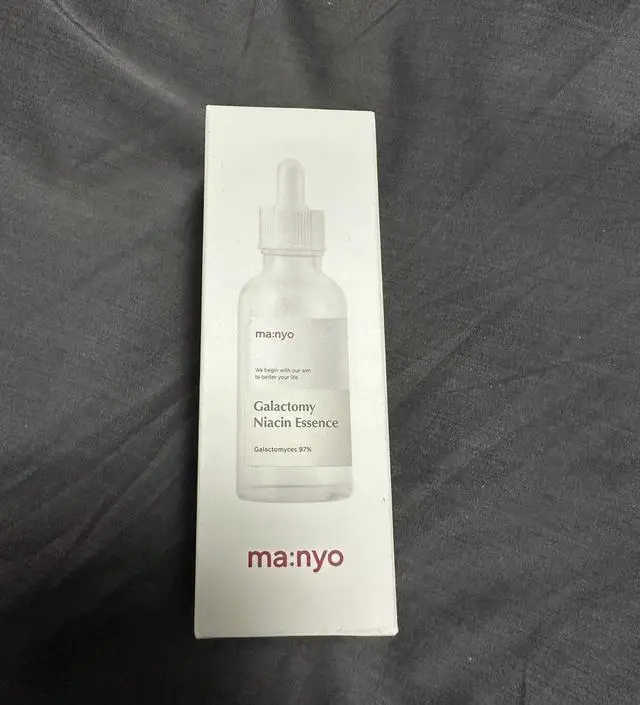 ma:nyo
We begin with our aim
to better your life
Galactomy
Niacin Essence
Galactomyces 97%
ma:nyo